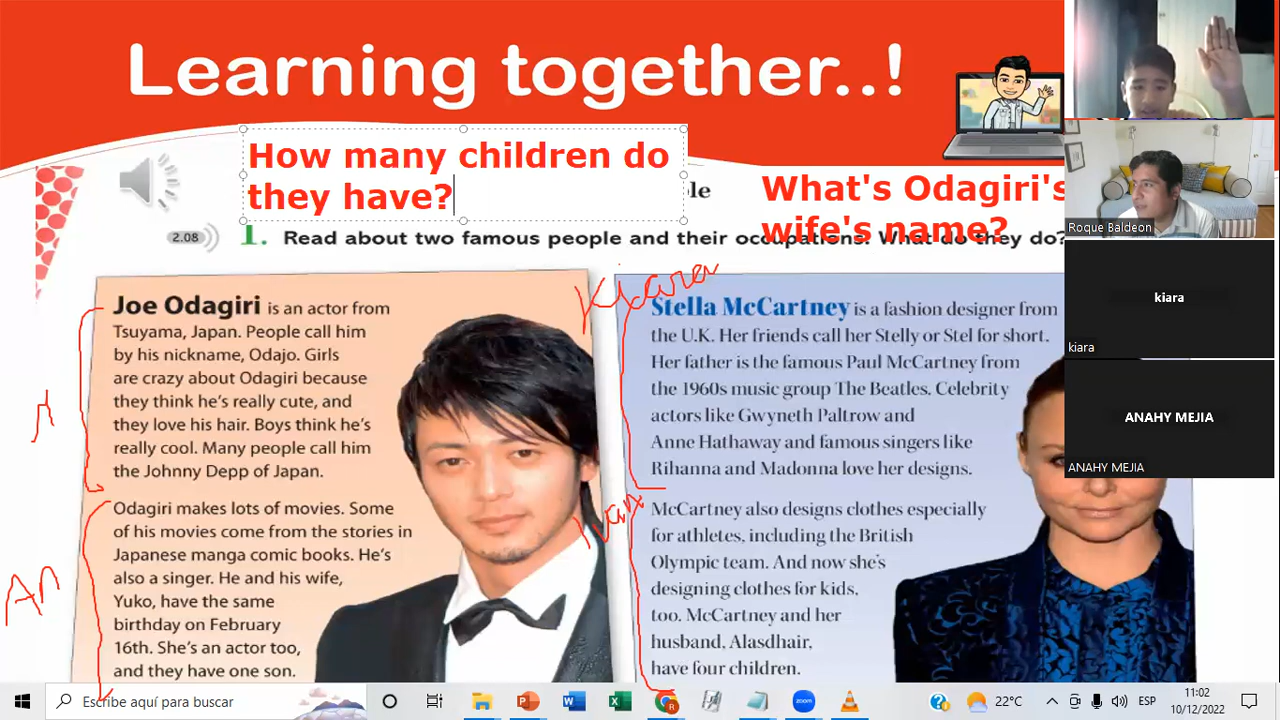 Learning together..!
How many children do
they have?
le
What's Odagiri's
wife's name?
2.08
1. Read about two famous people and their occupations. What do they do?
Joe Odagiri is an actor from
Tsuyama, Japan. People call him
by his nickname, Odajo. Girls
are crazy about Odagiri because
they think he's really cute, and
they love his hair. Boys think he's
really cool. Many people call him
the Johnny Depp of Japan.
Odagiri makes lots of movies. Some
of his movies come from the stories in
Japanese manga comic books. He's
also a singer. He and his wife,
Yuko, have the same
birthday on February
16th. She's an actor too,
and they have one son.
An
Kiara
Ivan
Stella McCartney is a fashion designer from
the U.K. Her friends call her Stelly or Stel for short.
Her father is the famous Paul McCartney from
the 1960s music group The Beatles. Celebrity
actors like Gwyneth Paltrow and
Anne Hathaway and famous singers like
Rihanna and Madonna love her designs.
McCartney also designs clothes especially
for athletes, including the British
Olympic team. And now she's
designing clothes for kids,
too. McCartney and her
husband, Alasdhair,
have four children.
Roque Baldeon
kiara
kiara
ANAHY MEJIA
ANAHY MEJIA
Escribe aquí para buscar
zoom
22°C
ESP
11:02
10/12/2022